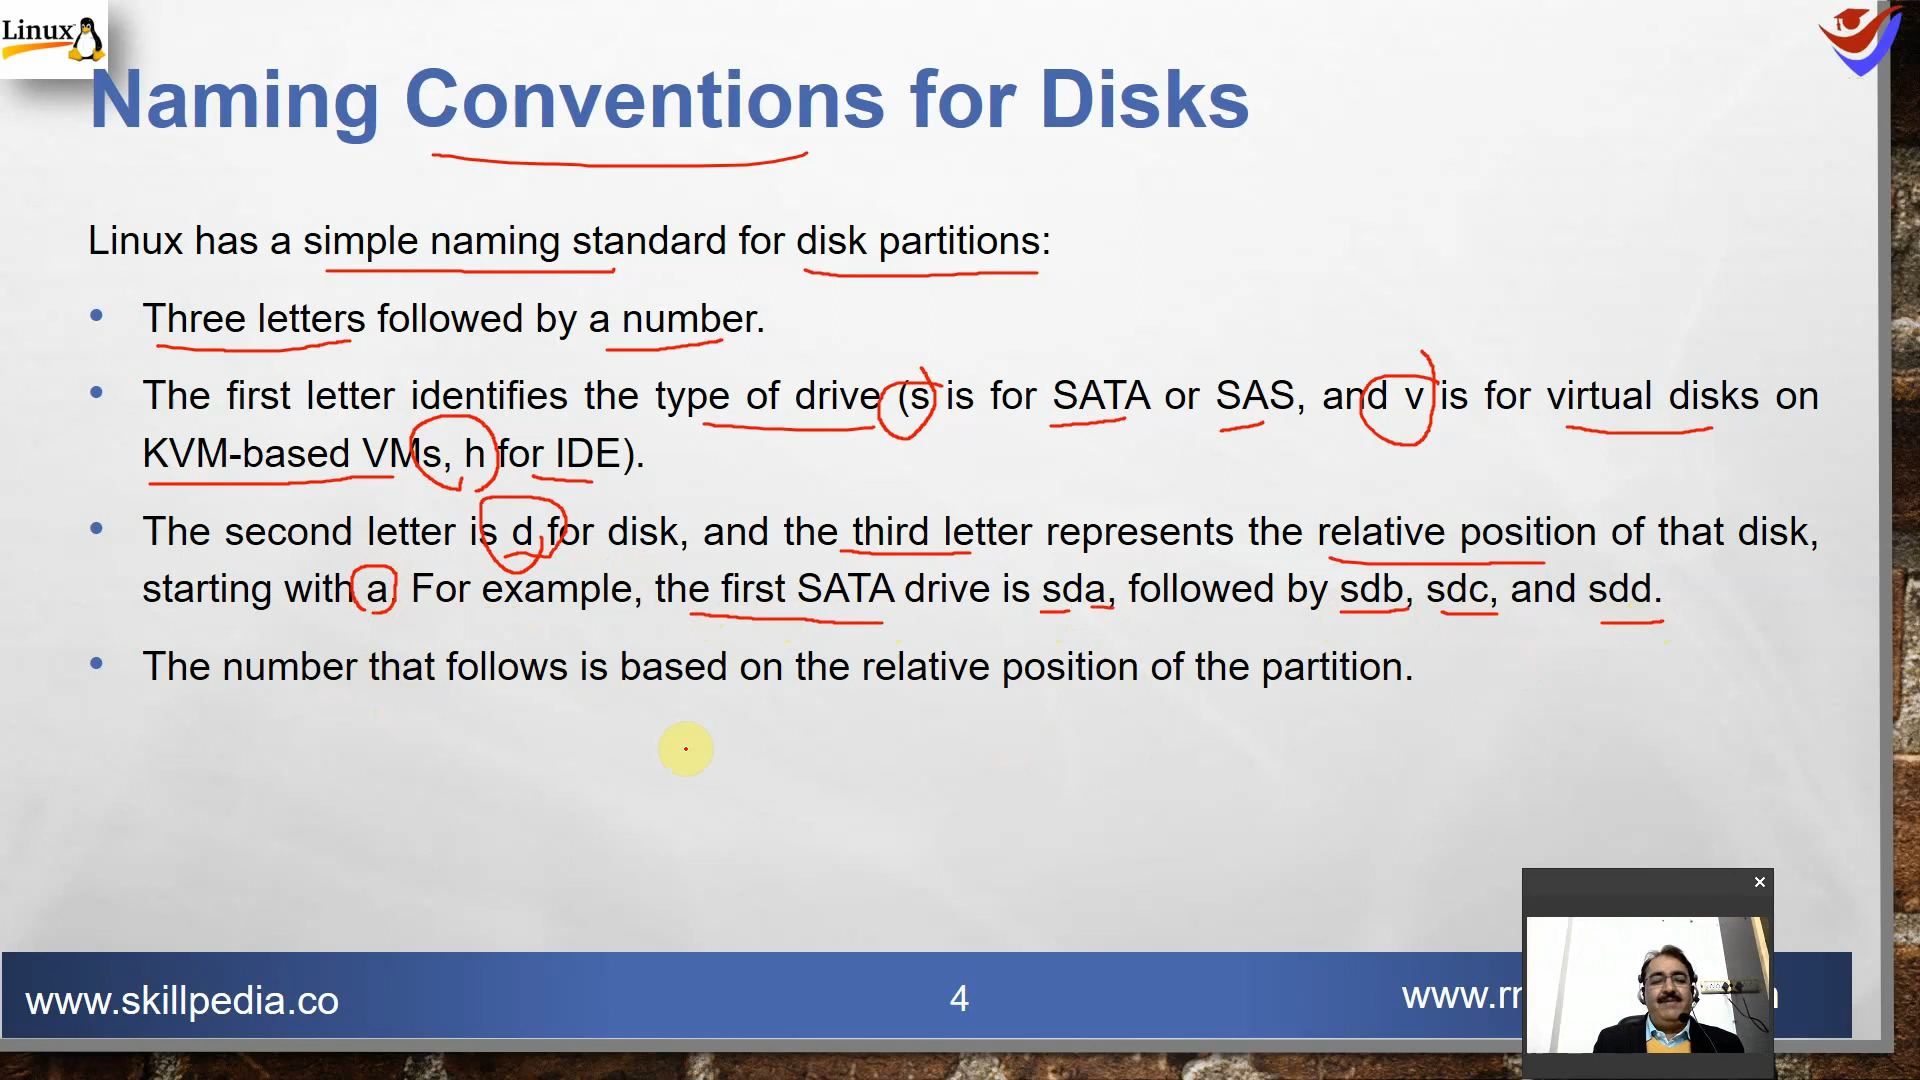 Linux
Naming Conventions for Disks
Linux has a simple naming standard for disk partitions:
• Three letters followed by a number.
• The first letter identifies the type of drive (s is for SATA or SAS, and v is for virtual disks on
KVM-based VMs, h for IDE).
• The second letter is d for disk, and the third letter represents the relative position of that disk,
starting with a. For example, the first SATA drive is sda, followed by sdb, sdc, and sdd.
• The number that follows is based on the relative position of the partition.
www.skillpedia.co
4